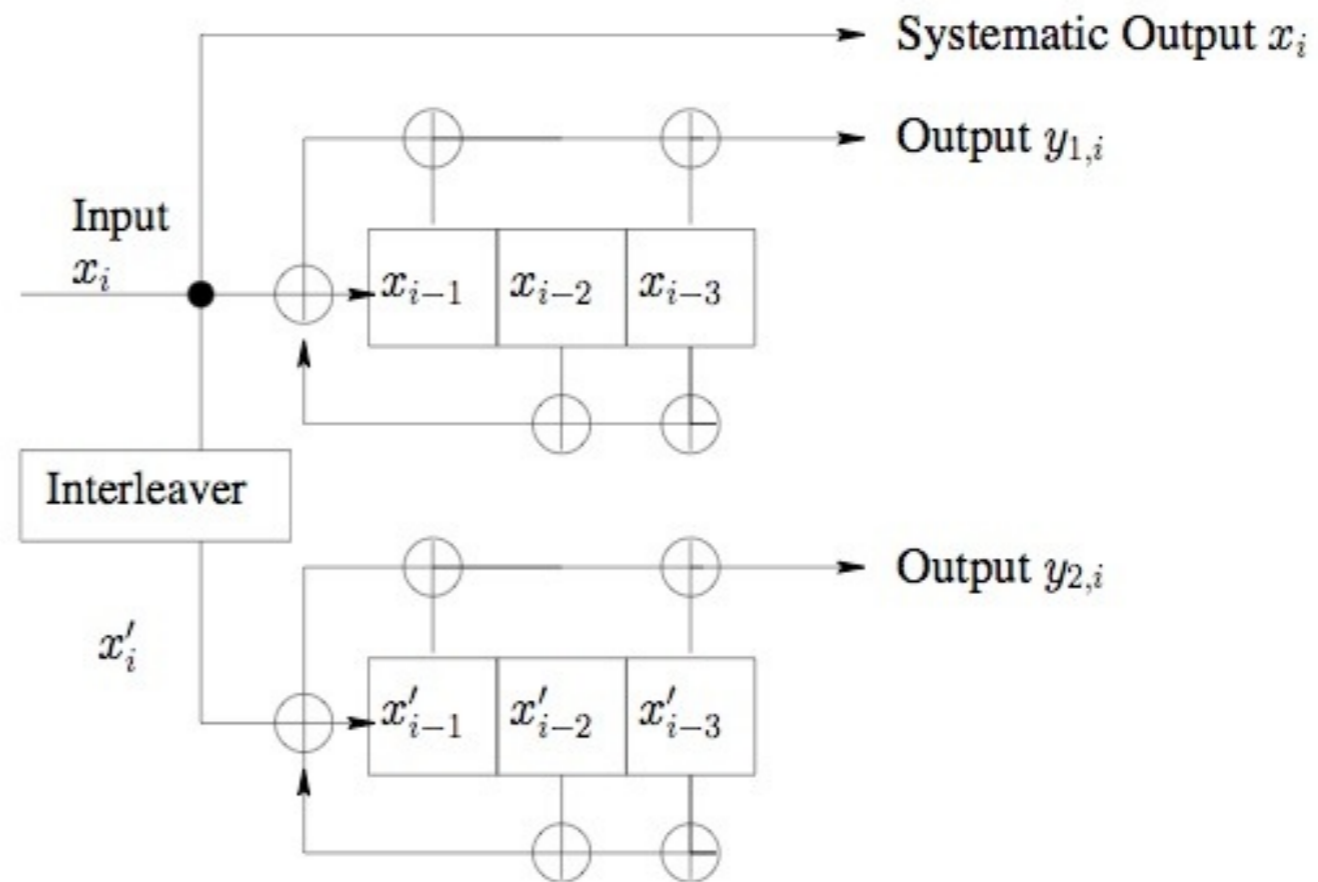 Systematic Output $x_i$
Output $y_{1,i}$
Input
$x_i$
$x_{i-1}$ $x_{i-2}$ $x_{i-3}$
Interleaver
Output $y_{2,i}$
$x'_i$
$x'_{i-1}$ $x'_{i-2}$ $x'_{i-3}$